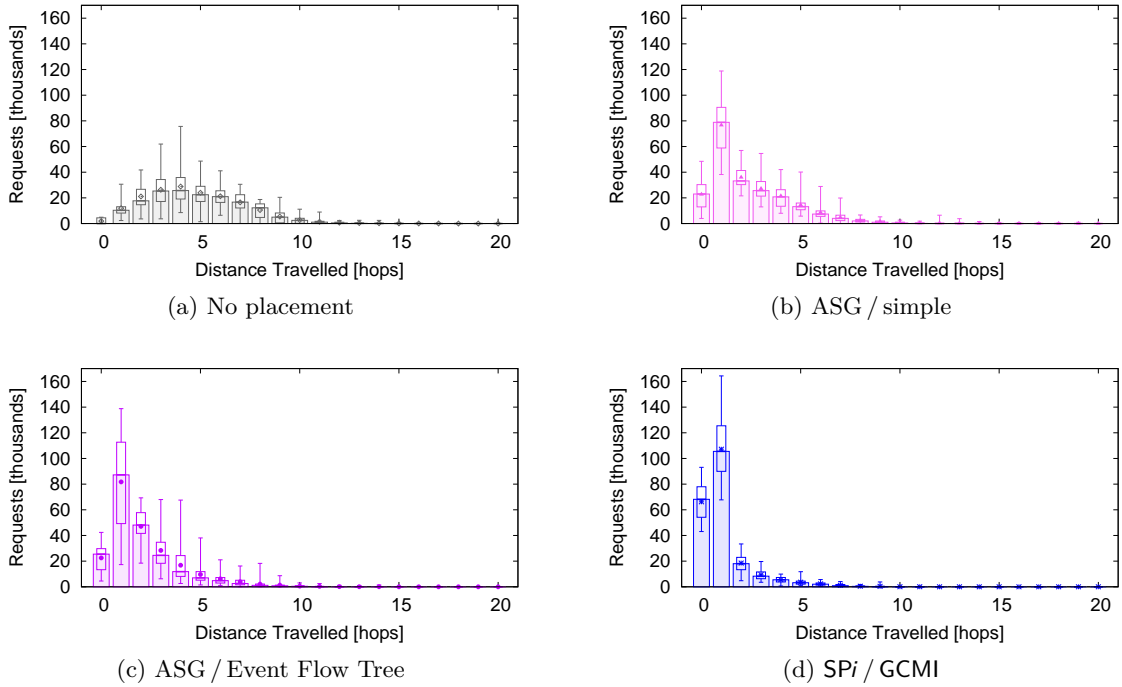 Requests [thousands]
160
140
120
100
80
60
40
20
0
0 5 10 15 20
Distance Travelled [hops]
(a) No placement
Requests [thousands]
160
140
120
100
80
60
40
20
0
0 5 10 15 20
Distance Travelled [hops]
(b) ASG / simple
Requests [thousands]
160
140
120
100
80
60
40
20
0
0 5 10 15 20
Distance Travelled [hops]
(c) ASG / Event Flow Tree
Requests [thousands]
160
140
120
100
80
60
40
20
0
0 5 10 15 20
Distance Travelled [hops]
(d) SPi / GCMI